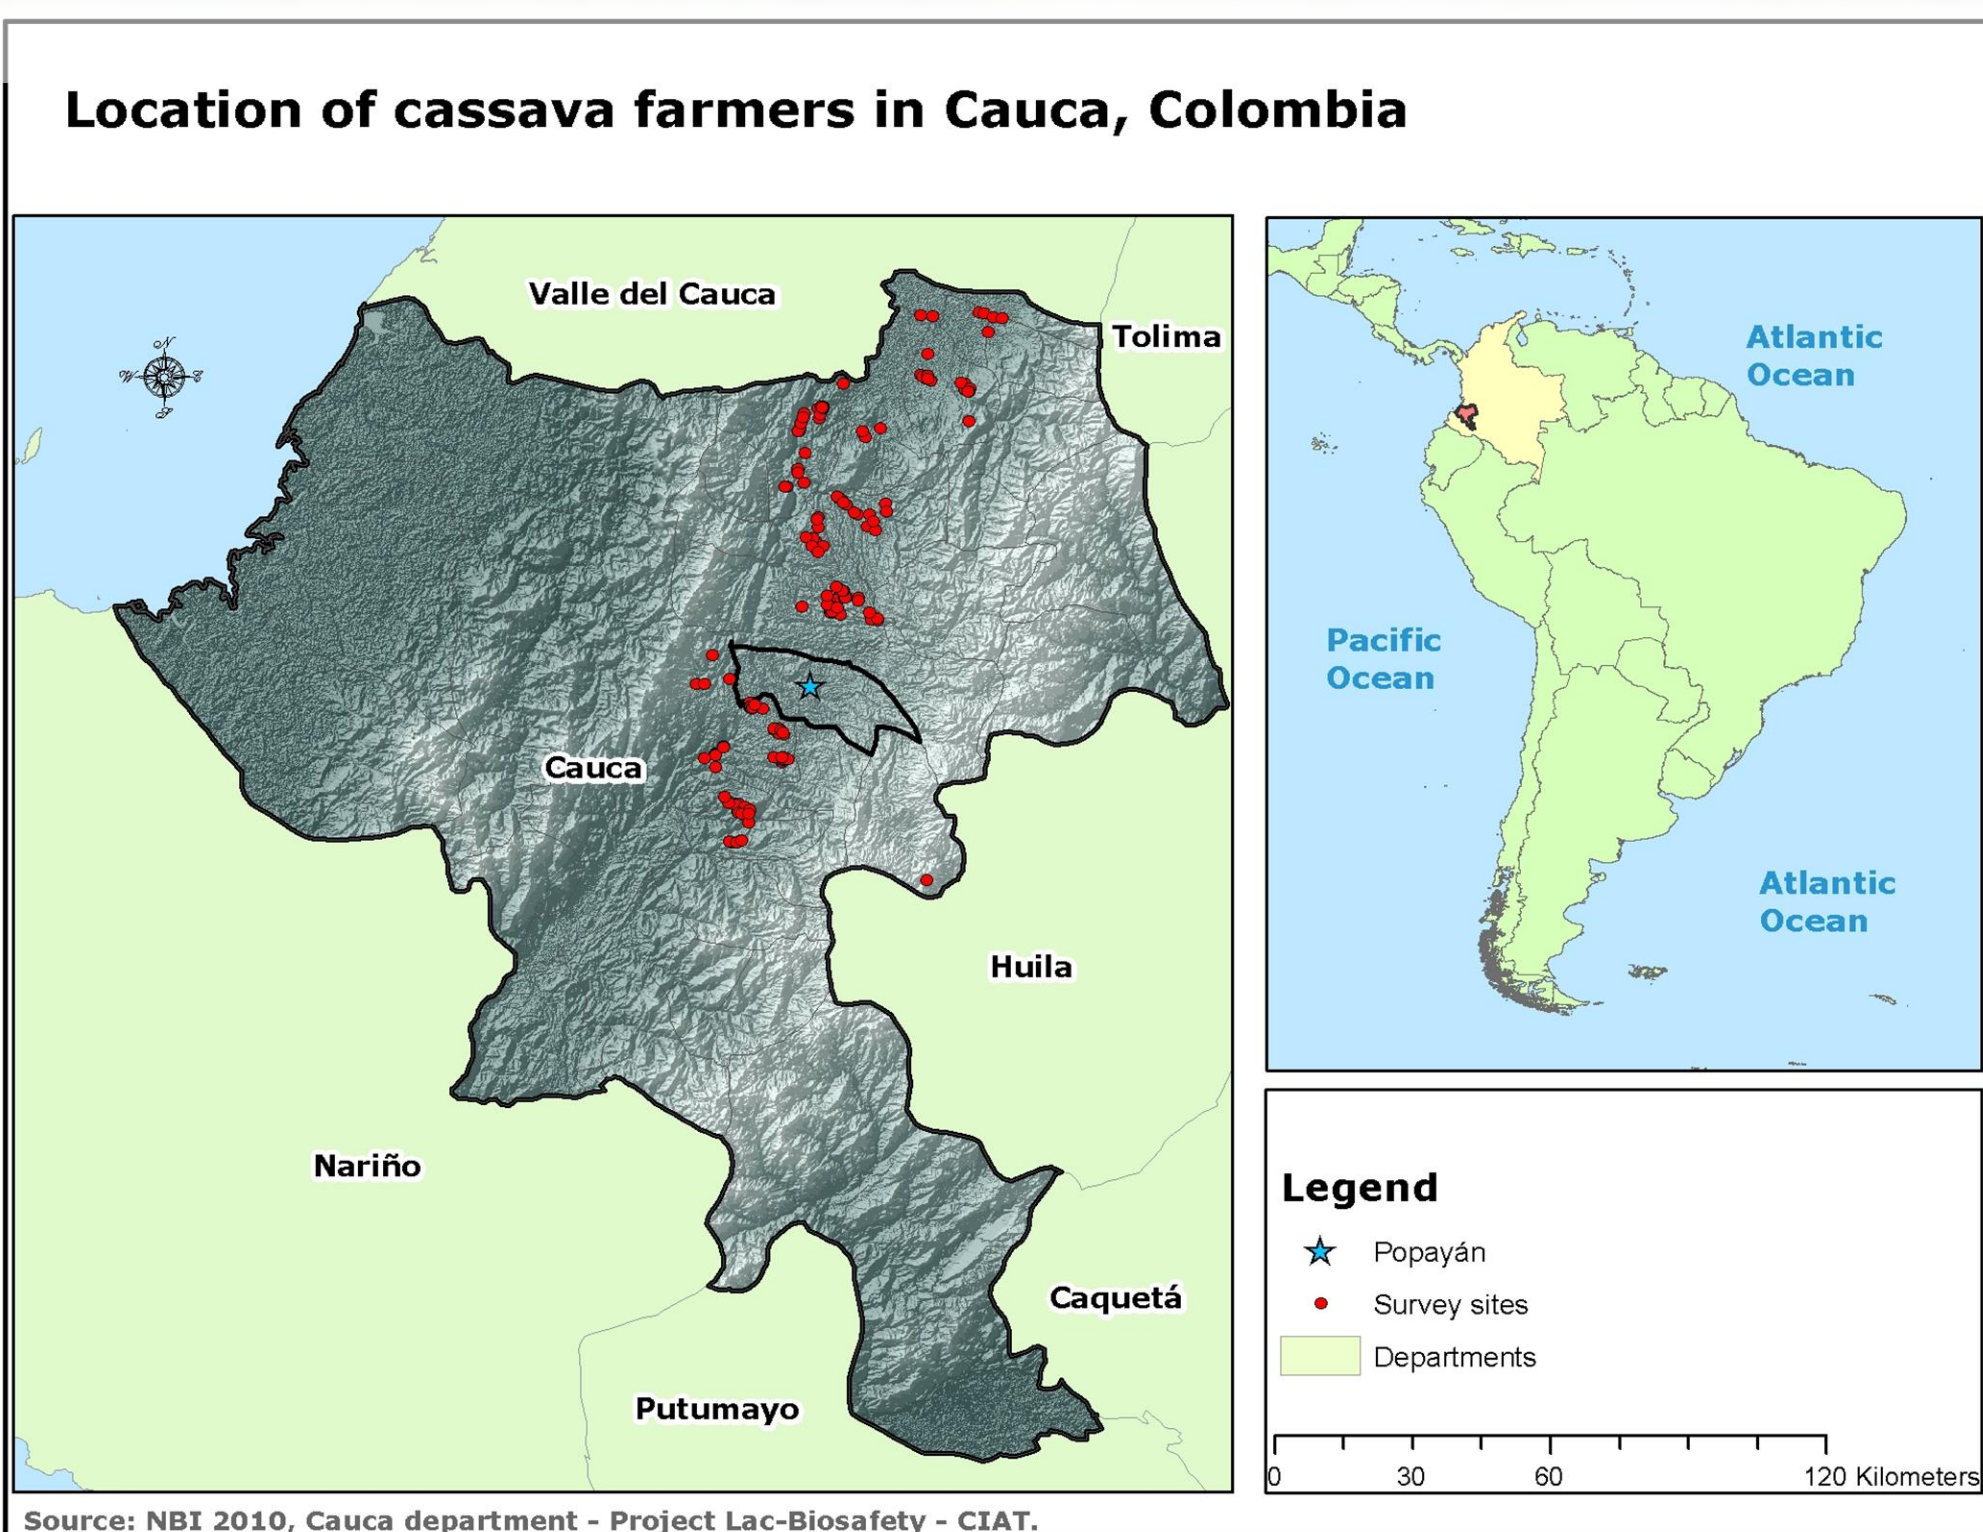 Location of cassava farmers in Cauca, Colombia
Valle del Cauca
Tolima
N
W
E
S
Cauca
Huila
Nariño
Caquetá
Putumayo
Atlantic
Ocean
Pacific
Ocean
Atlantic
Ocean
Legend
Popayán
Survey sites
Departments
0 30 60 120 Kilometers
Source: NBI 2010, Cauca department - Project Lac-Biosafety - CIAT.